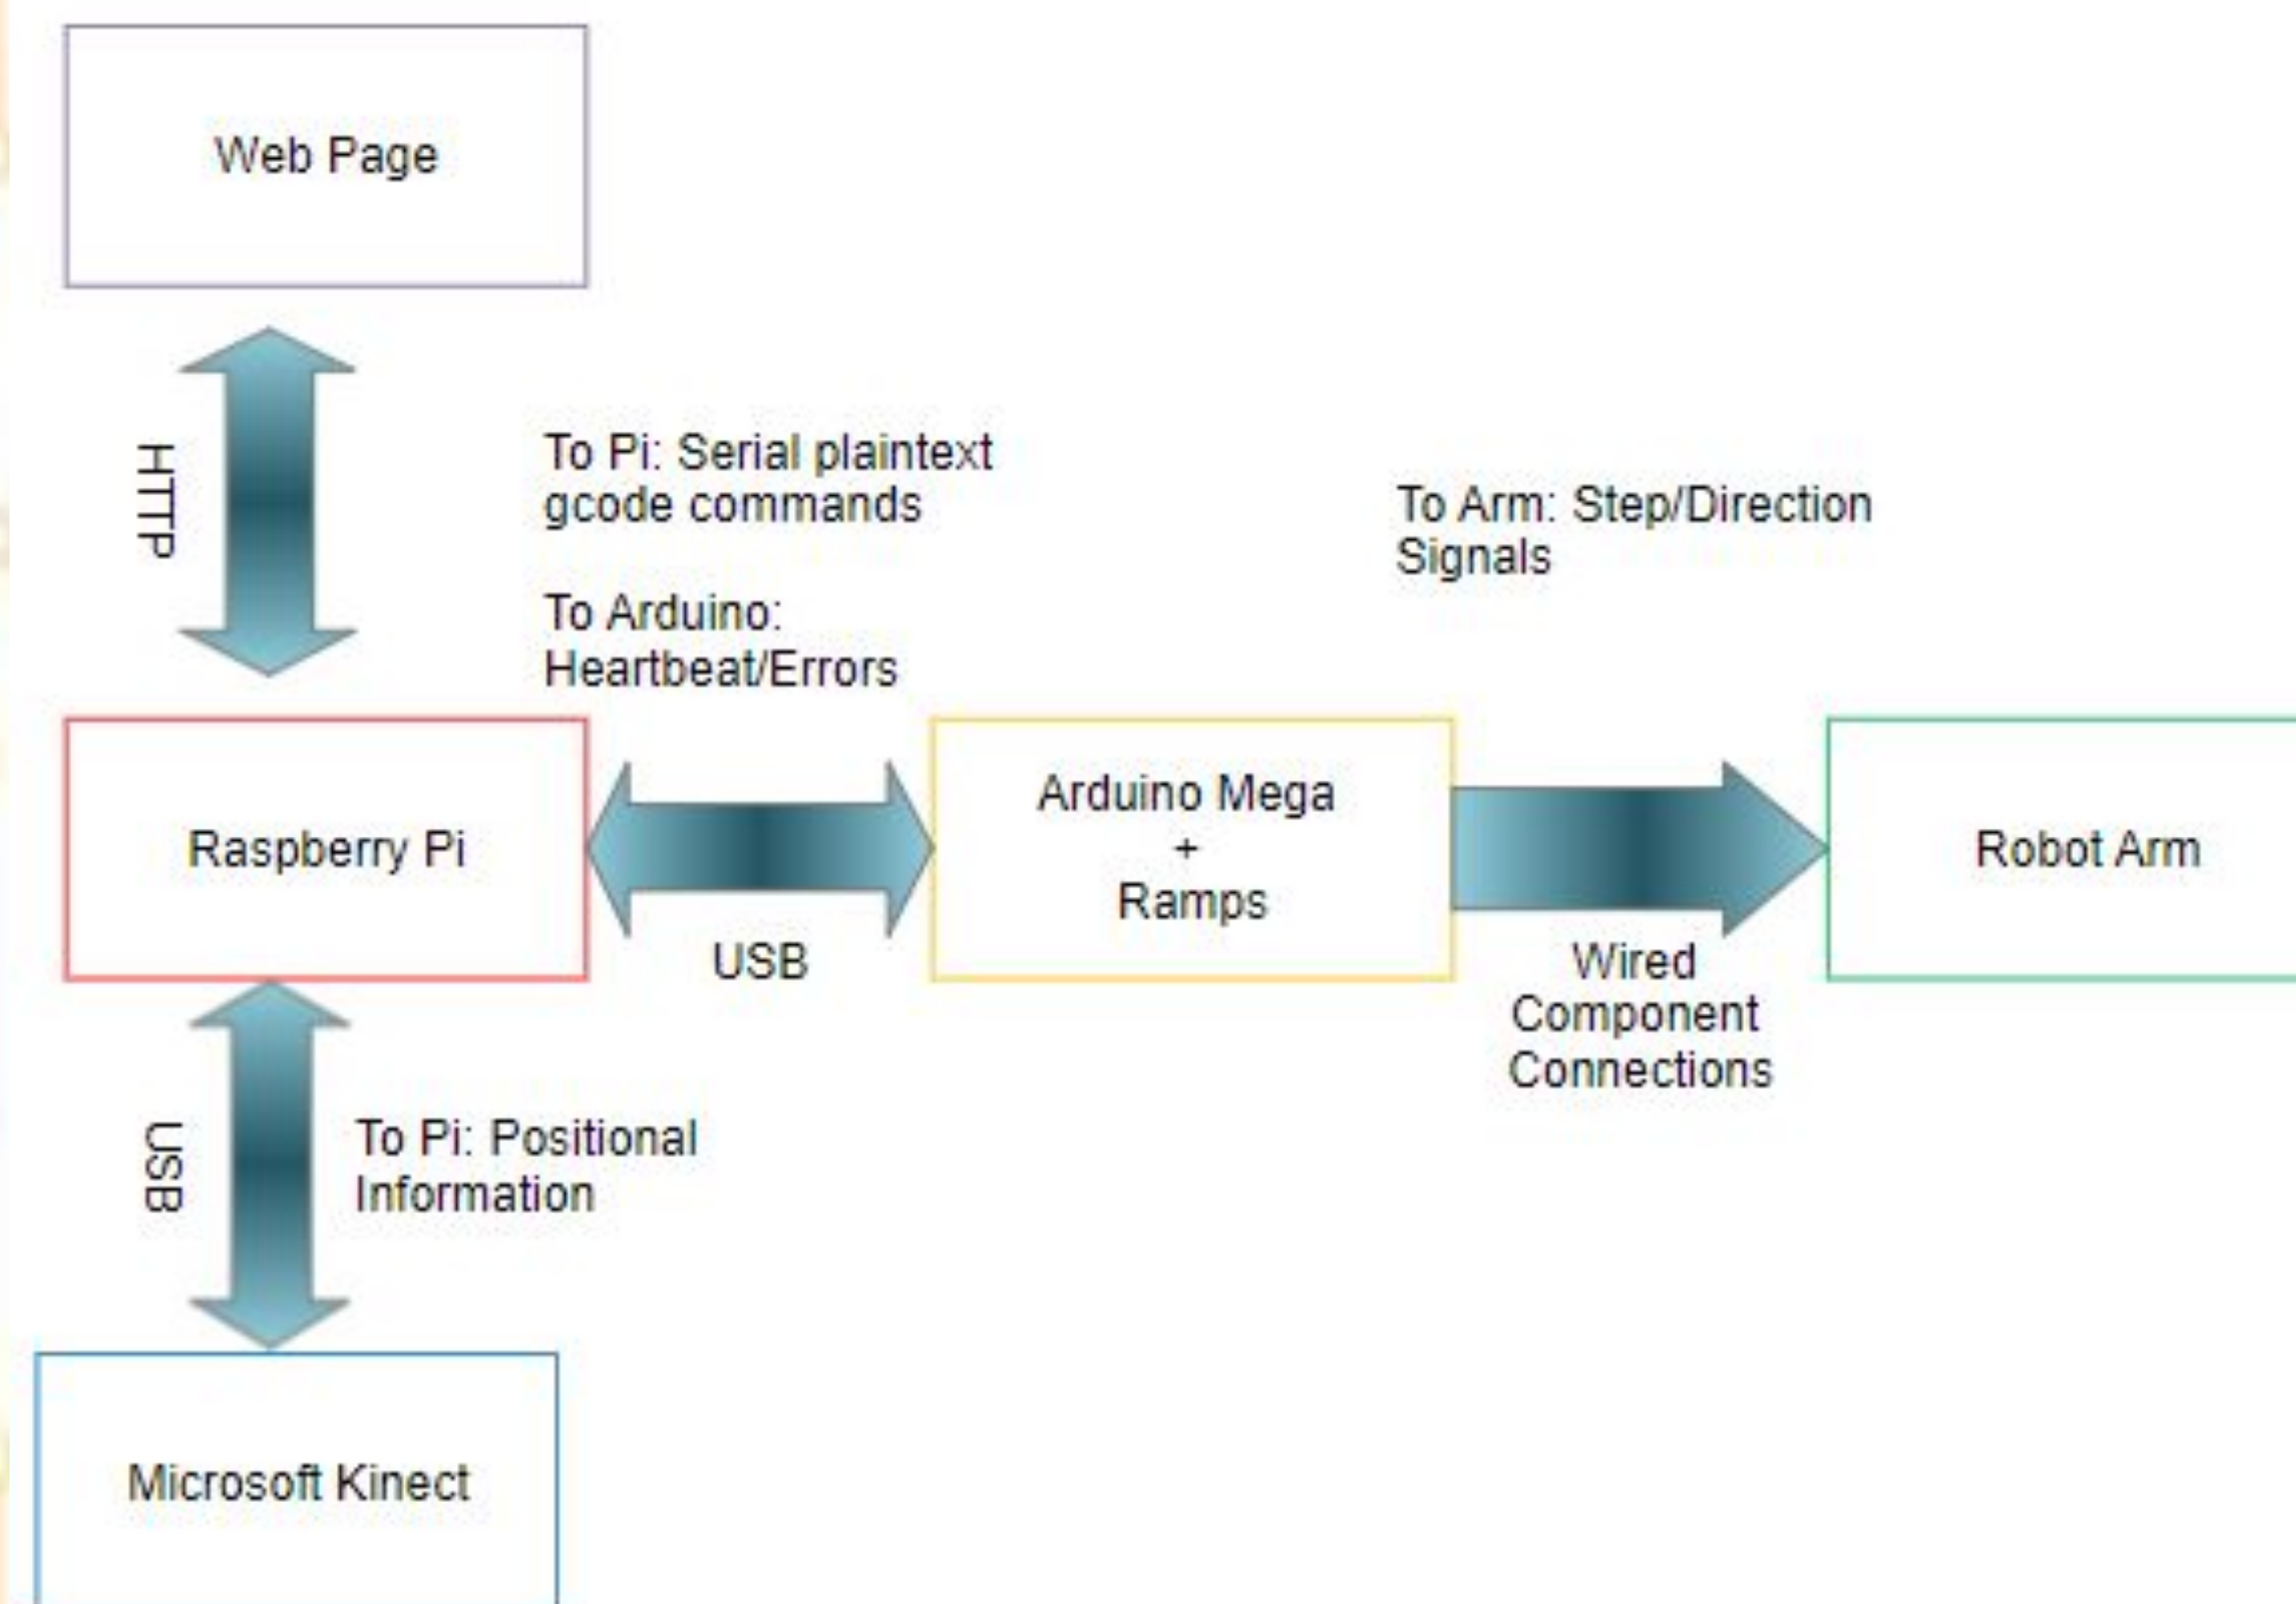 Web Page
HTTP
To Pi: Serial plaintext
gcode commands
To Arduino:
Heartbeat/Errors
To Arm: Step/Direction
Signals
Raspberry Pi
USB
Arduino Mega
+
Ramps
Wired
Component
Connections
Robot Arm
USB
To Pi: Positional
Information
Microsoft Kinect